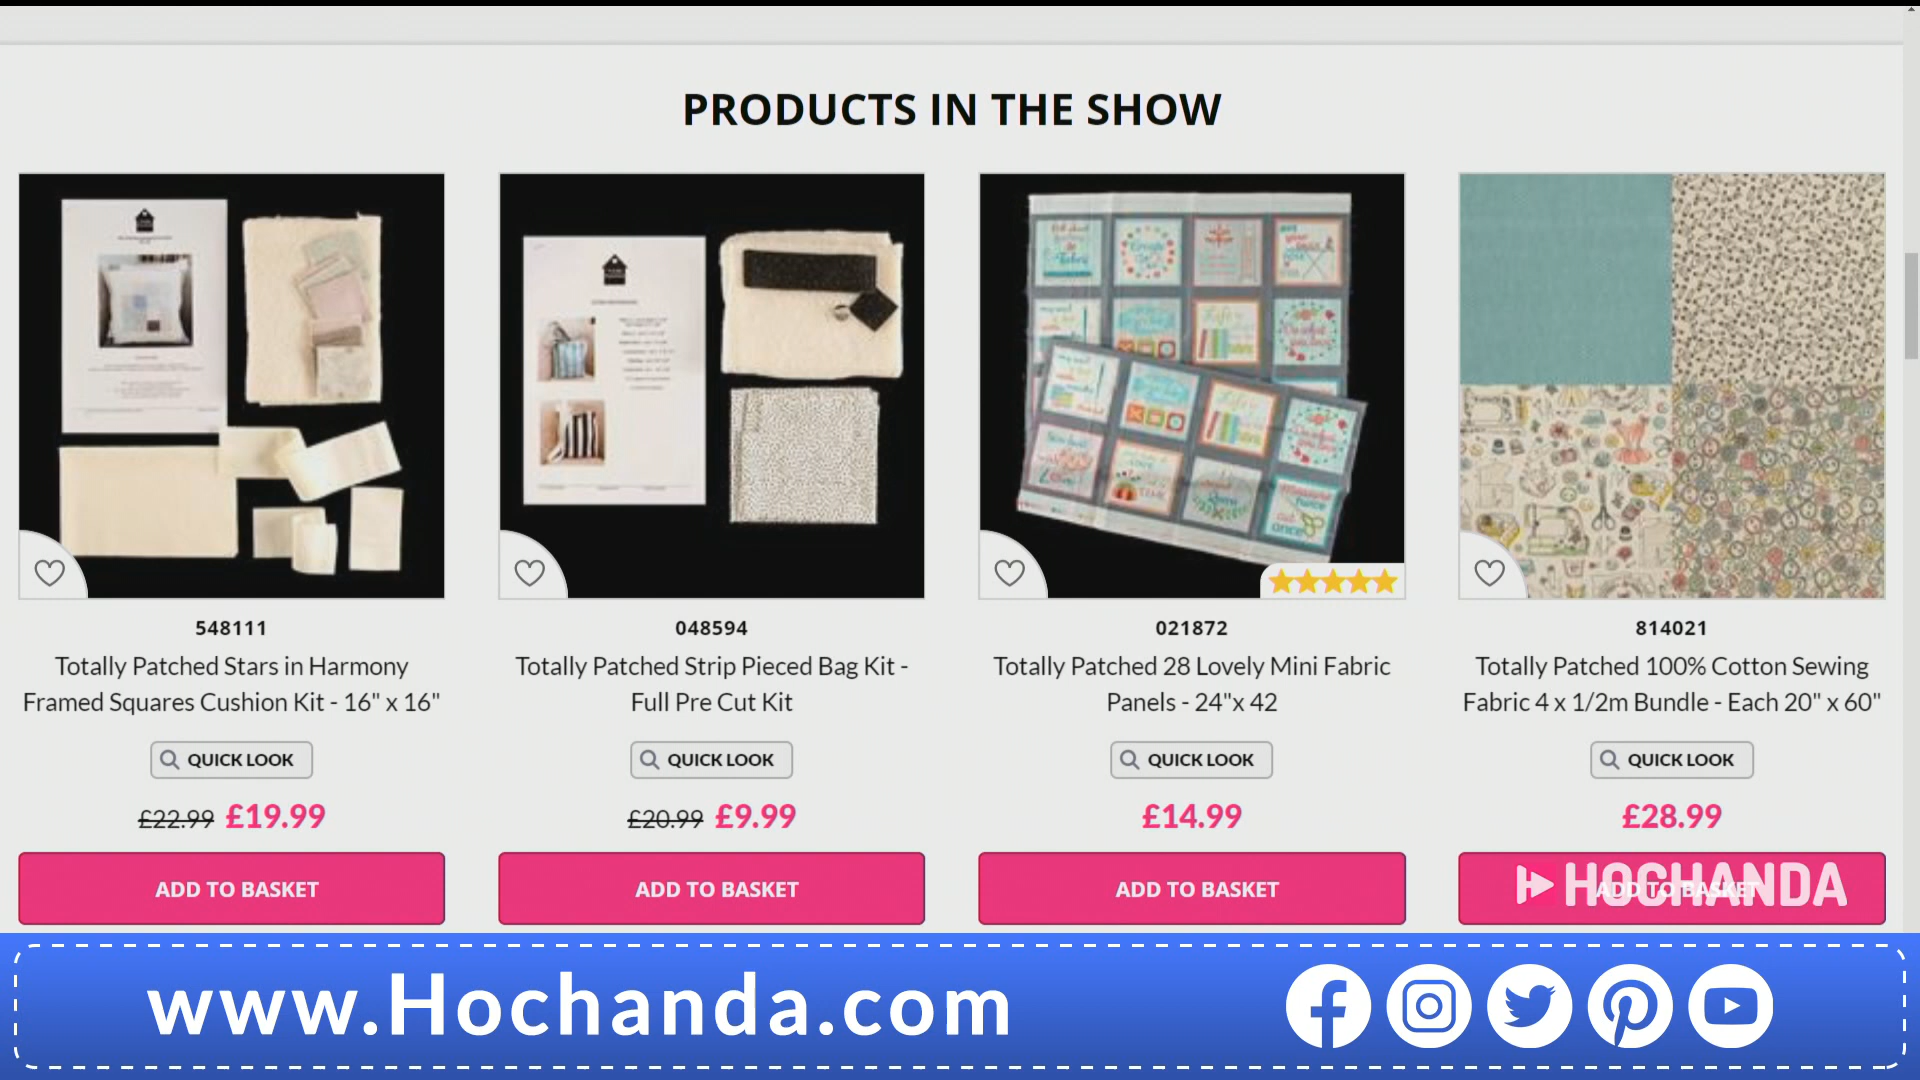 PRODUCTS IN THE SHOW
548111
Totally Patched Stars in Harmony
Framed Squares Cushion Kit - 16" x 16"
QUICK LOOK
£22.99 £19.99
ADD TO BASKET
048594
Totally Patched Strip Pieced Bag Kit -
Full Pre Cut Kit
QUICK LOOK
£20.99 £9.99
ADD TO BASKET
021872
Totally Patched 28 Lovely Mini Fabric
Panels - 24"x 42
QUICK LOOK
£14.99
ADD TO BASKET
814021
Totally Patched 100% Cotton Sewing
Fabric 4 x 1/2m Bundle - Each 20" x 60"
QUICK LOOK
£28.99
ADD TO BASKET
HOCHANDA
www.Hochanda.com